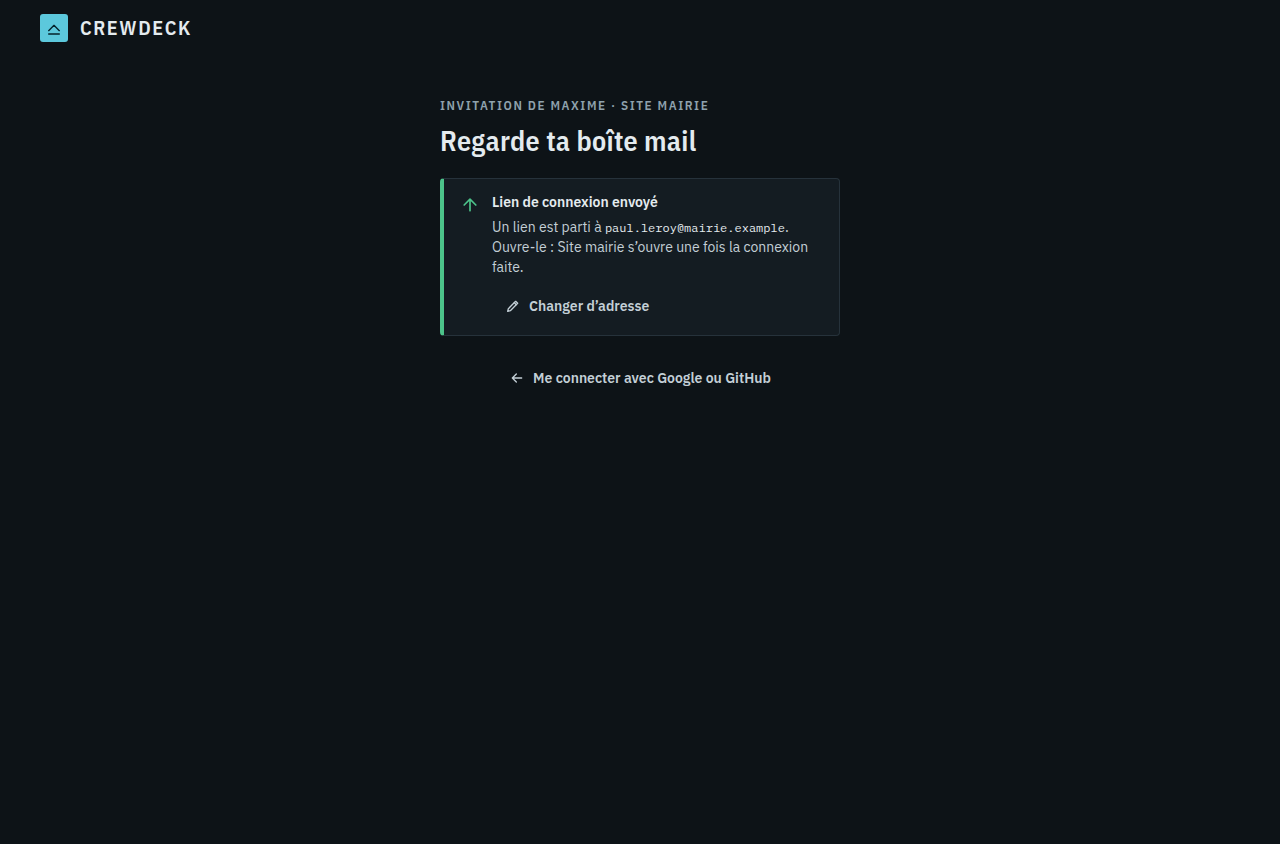 CREWDECK
INVITATION DE MAXIME · SITE MAIRIE
Regarde ta boîte mail
Lien de connexion envoyé
Un lien est parti à paul.leroy@mairie.example.
Ouvre-le : Site mairie s’ouvre une fois la connexion
faite.
Changer d’adresse
Me connecter avec Google ou GitHub